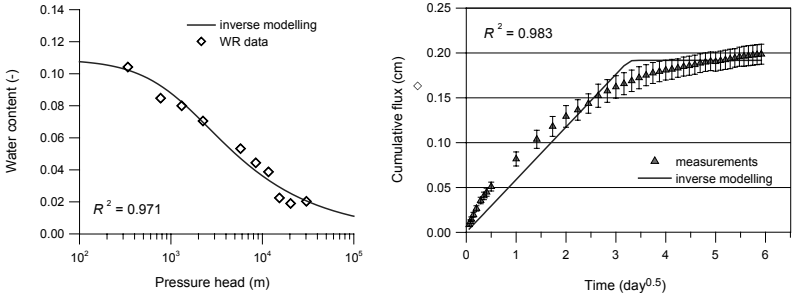 0.14
0.12
0.10
0.08
0.06
0.04
0.02
0.00
Water content (-)
inverse modelling
WR data
R² = 0.971
10² 10³ 10⁴ 10⁵
Pressure head (m)
0.25
0.20
0.15
0.10
0.05
0.00
Cumulative flux (cm)
R² = 0.983
measurements
inverse modelling
0 1 2 3 4 5 6
Time (day⁰·⁵)